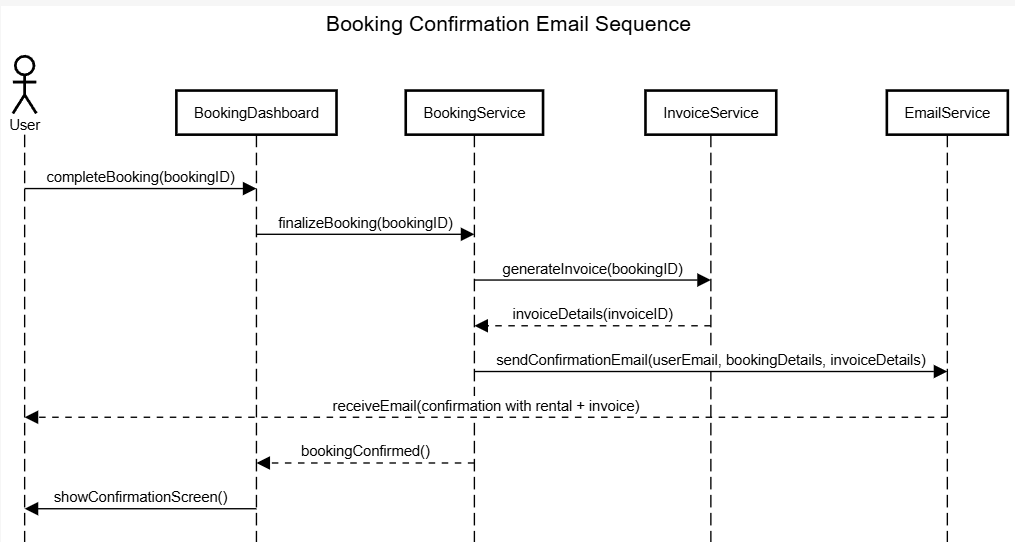 Booking Confirmation Email Sequence
User
BookingDashboard
BookingService
InvoiceService
EmailService
completeBooking(bookingID)
finalizeBooking(bookingID)
generateInvoice(bookingID)
invoiceDetails(invoiceID)
sendConfirmationEmail(userEmail, bookingDetails, invoiceDetails)
receiveEmail(confirmation with rental + invoice)
bookingConfirmed()
showConfirmationScreen()